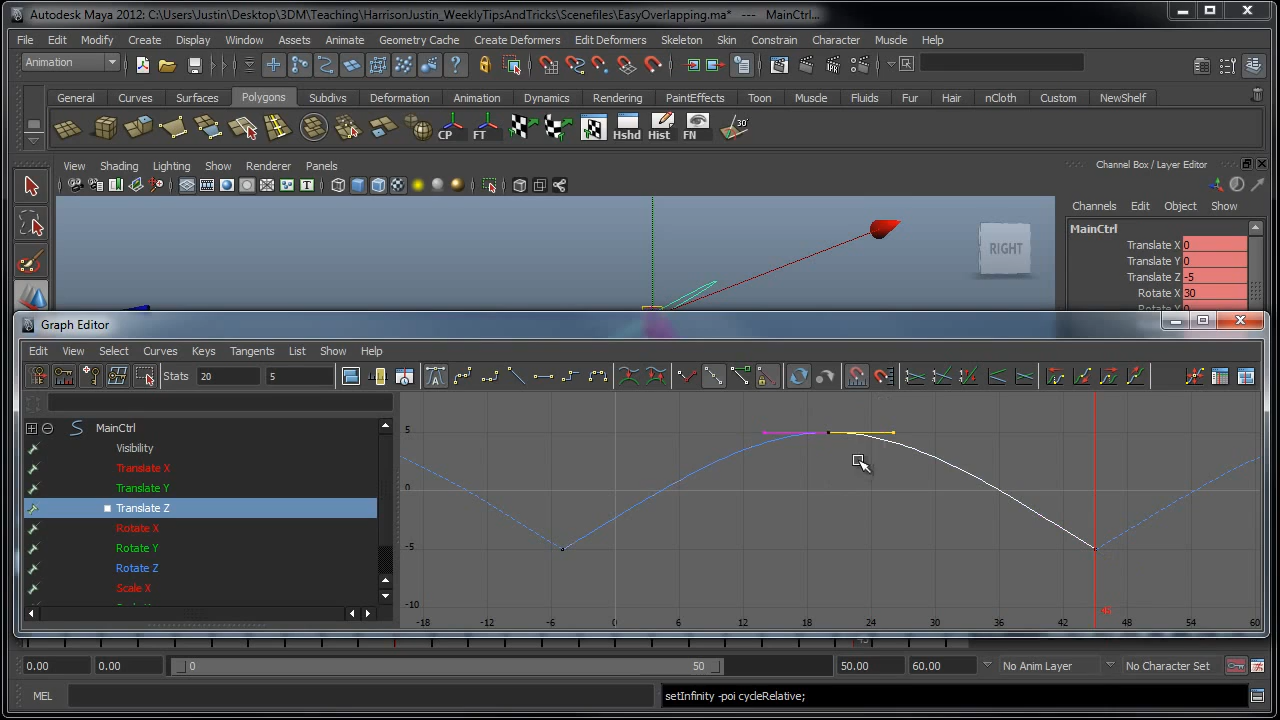 Autodesk Maya 2012: C:\Users\Justin\Desktop\3DM\Teaching\HarrisonJustin_WeeklyTipsAndTricks\Scenefiles\EasyOverlapping.ma* --- MainCtrl...
File Edit Modify Create Display Window Assets Animate Geometry Cache Create Deformers Edit Deformers Skeleton Skin Constrain Character Muscle Help
Animation
General Curves Surfaces Polygons Subdivs Deformation Animation Dynamics Rendering PaintEffects Toon Muscle Fluids Fur Hair nCloth Custom NewShelf
CP FT Hshd Hist FN 30°
View Shading Lighting Show Renderer Panels
Channel Box / Layer Editor
Channels Edit Object Show
RIGHT
MainCtrl
Translate X 0
Translate Y 0
Translate Z -5
Rotate X 30
Graph Editor
Edit View Select Curves Keys Tangents List Show Help
Stats 20 5
MainCtrl
Visibility
Translate X
Translate Y
Translate Z
Rotate X
Rotate Y
Rotate Z
Scale X
5
0
-5
-10
-18 -12 -6 0 6 12 18 24 30 36 42 48 54 60
0.00 0.00 0 50 50.00 60.00 No Anim Layer No Character Set
MEL setInfinity -poi cycleRelative;